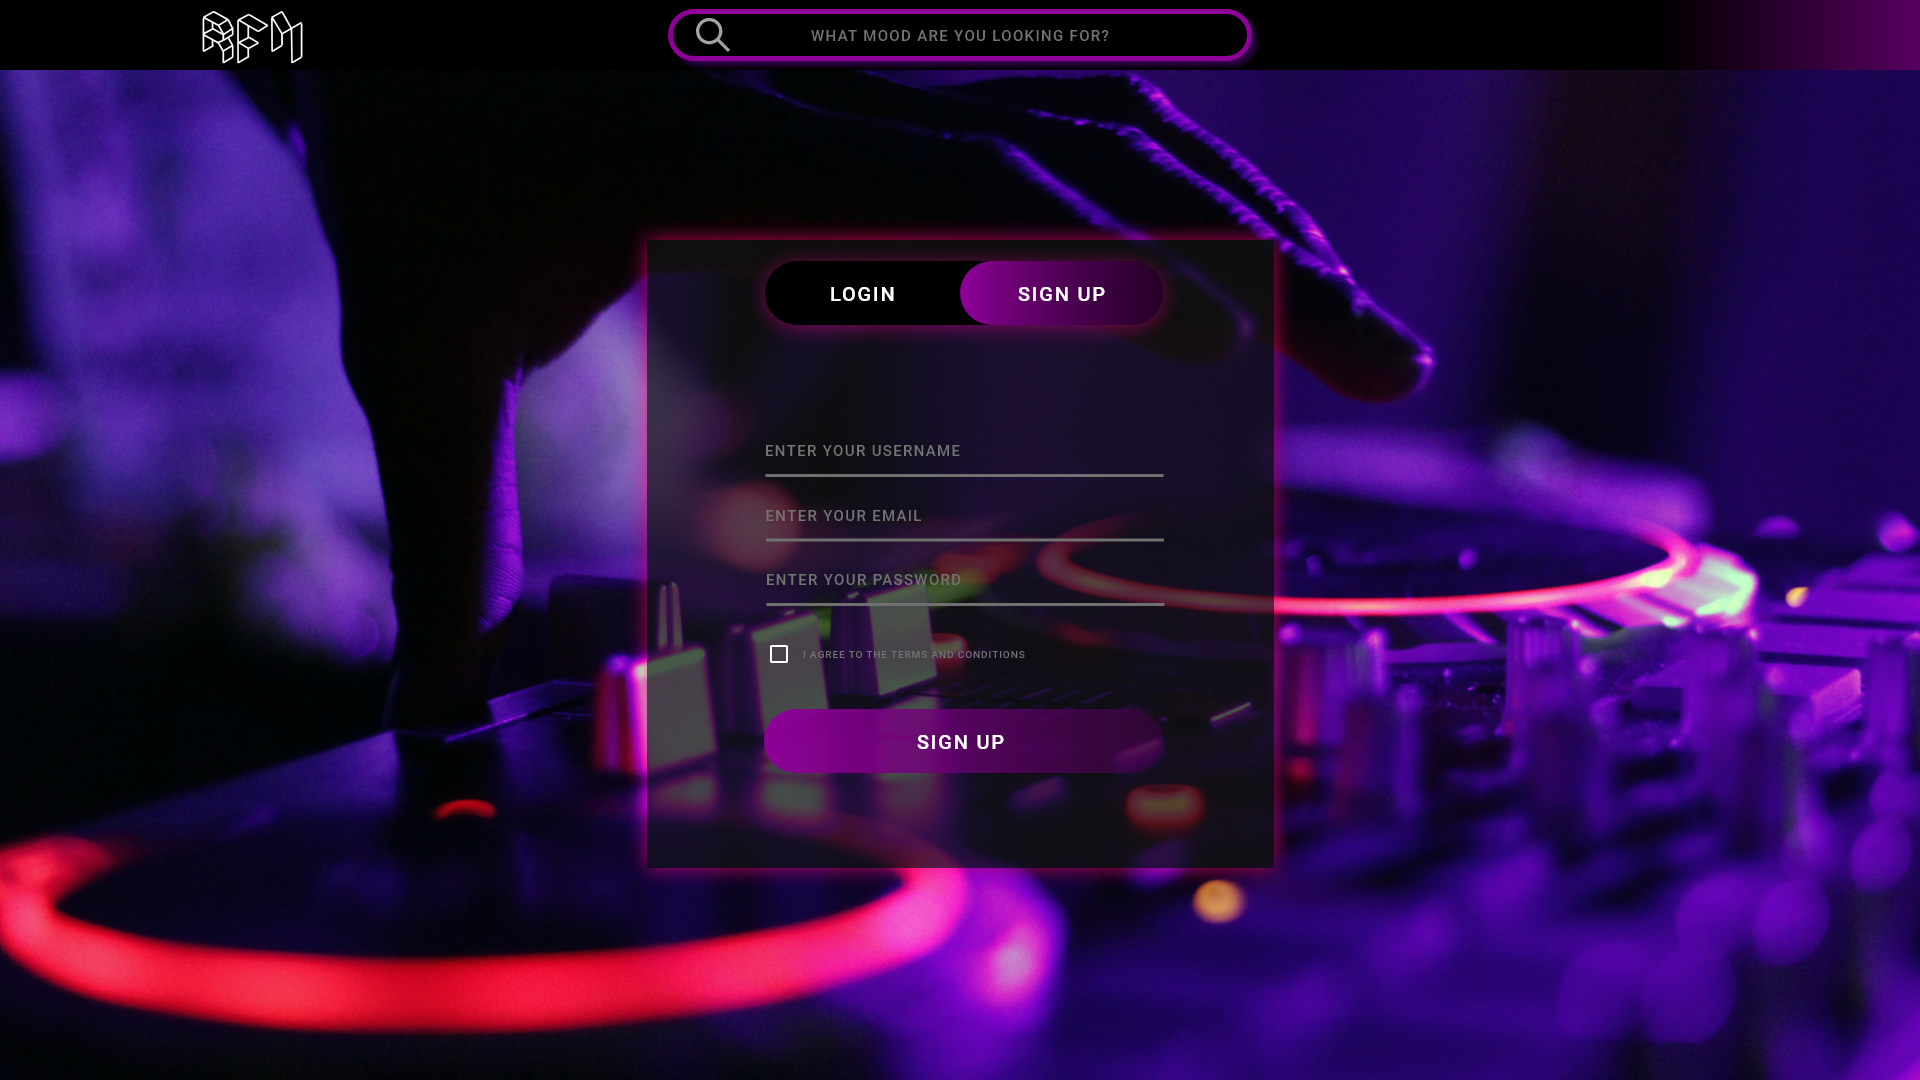 RFM
WHAT MOOD ARE YOU LOOKING FOR?
LOGIN
SIGN UP
ENTER YOUR USERNAME
ENTER YOUR EMAIL
ENTER YOUR PASSWORD
I AGREE TO THE TERMS AND CONDITIONS
SIGN UP